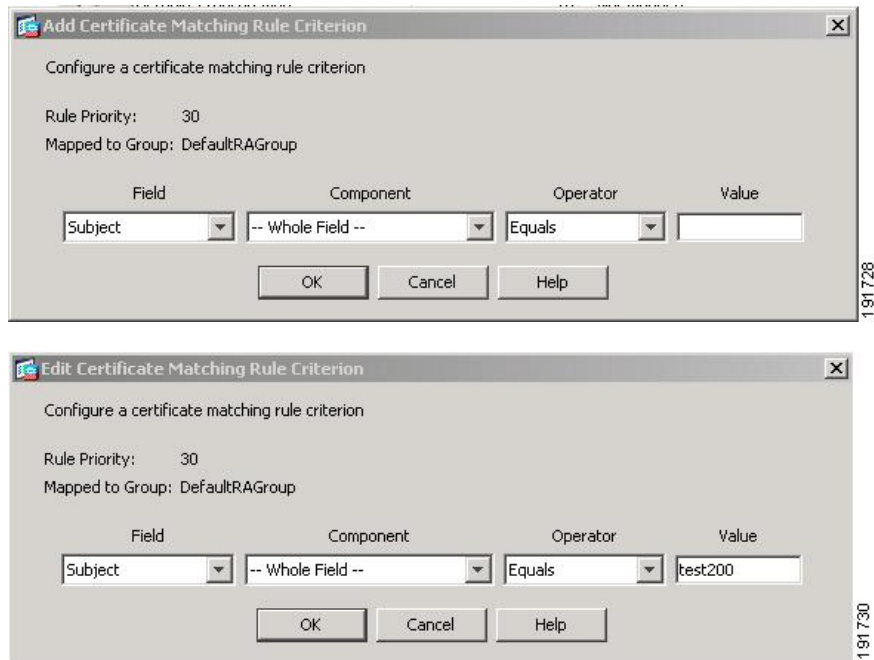 Add Certificate Matching Rule Criterion
Configure a certificate matching rule criterion
Rule Priority: 30
Mapped to Group: DefaultRAGroup
Field Component Operator Value
Subject -- Whole Field -- Equals
OK Cancel Help
191728
Edit Certificate Matching Rule Criterion
Configure a certificate matching rule criterion
Rule Priority: 30
Mapped to Group: DefaultRAGroup
Field Component Operator Value
Subject -- Whole Field -- Equals test200
OK Cancel Help
191730